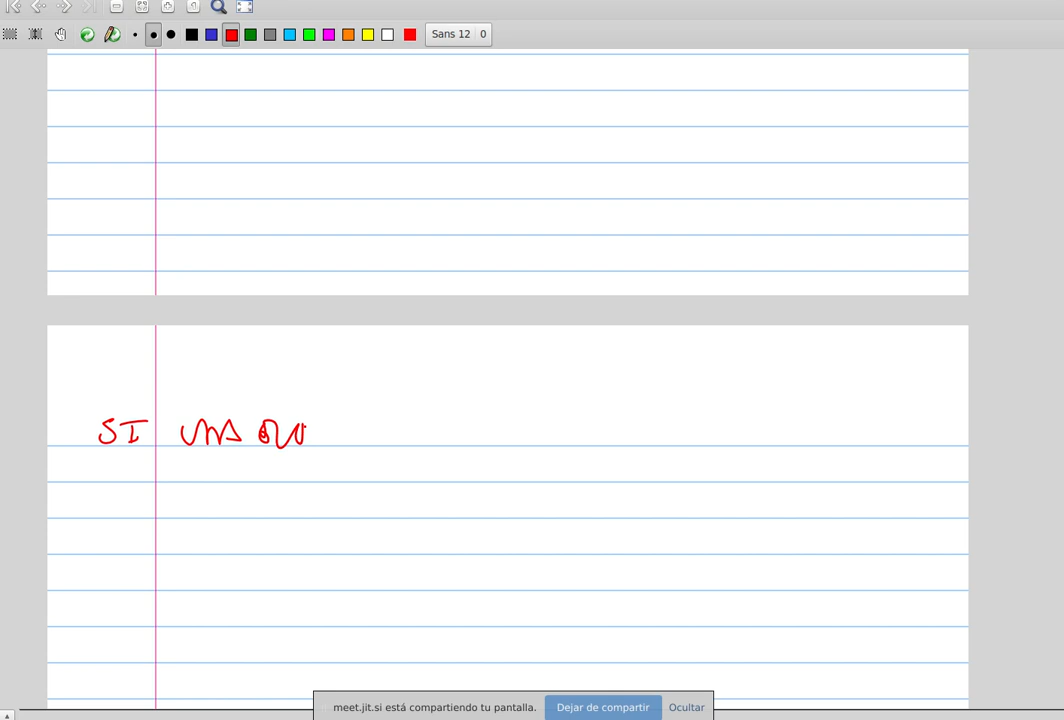 Sans 12 0
SI UNA
meet.jit.si está compartiendo tu pantalla. Dejar de compartir Ocultar